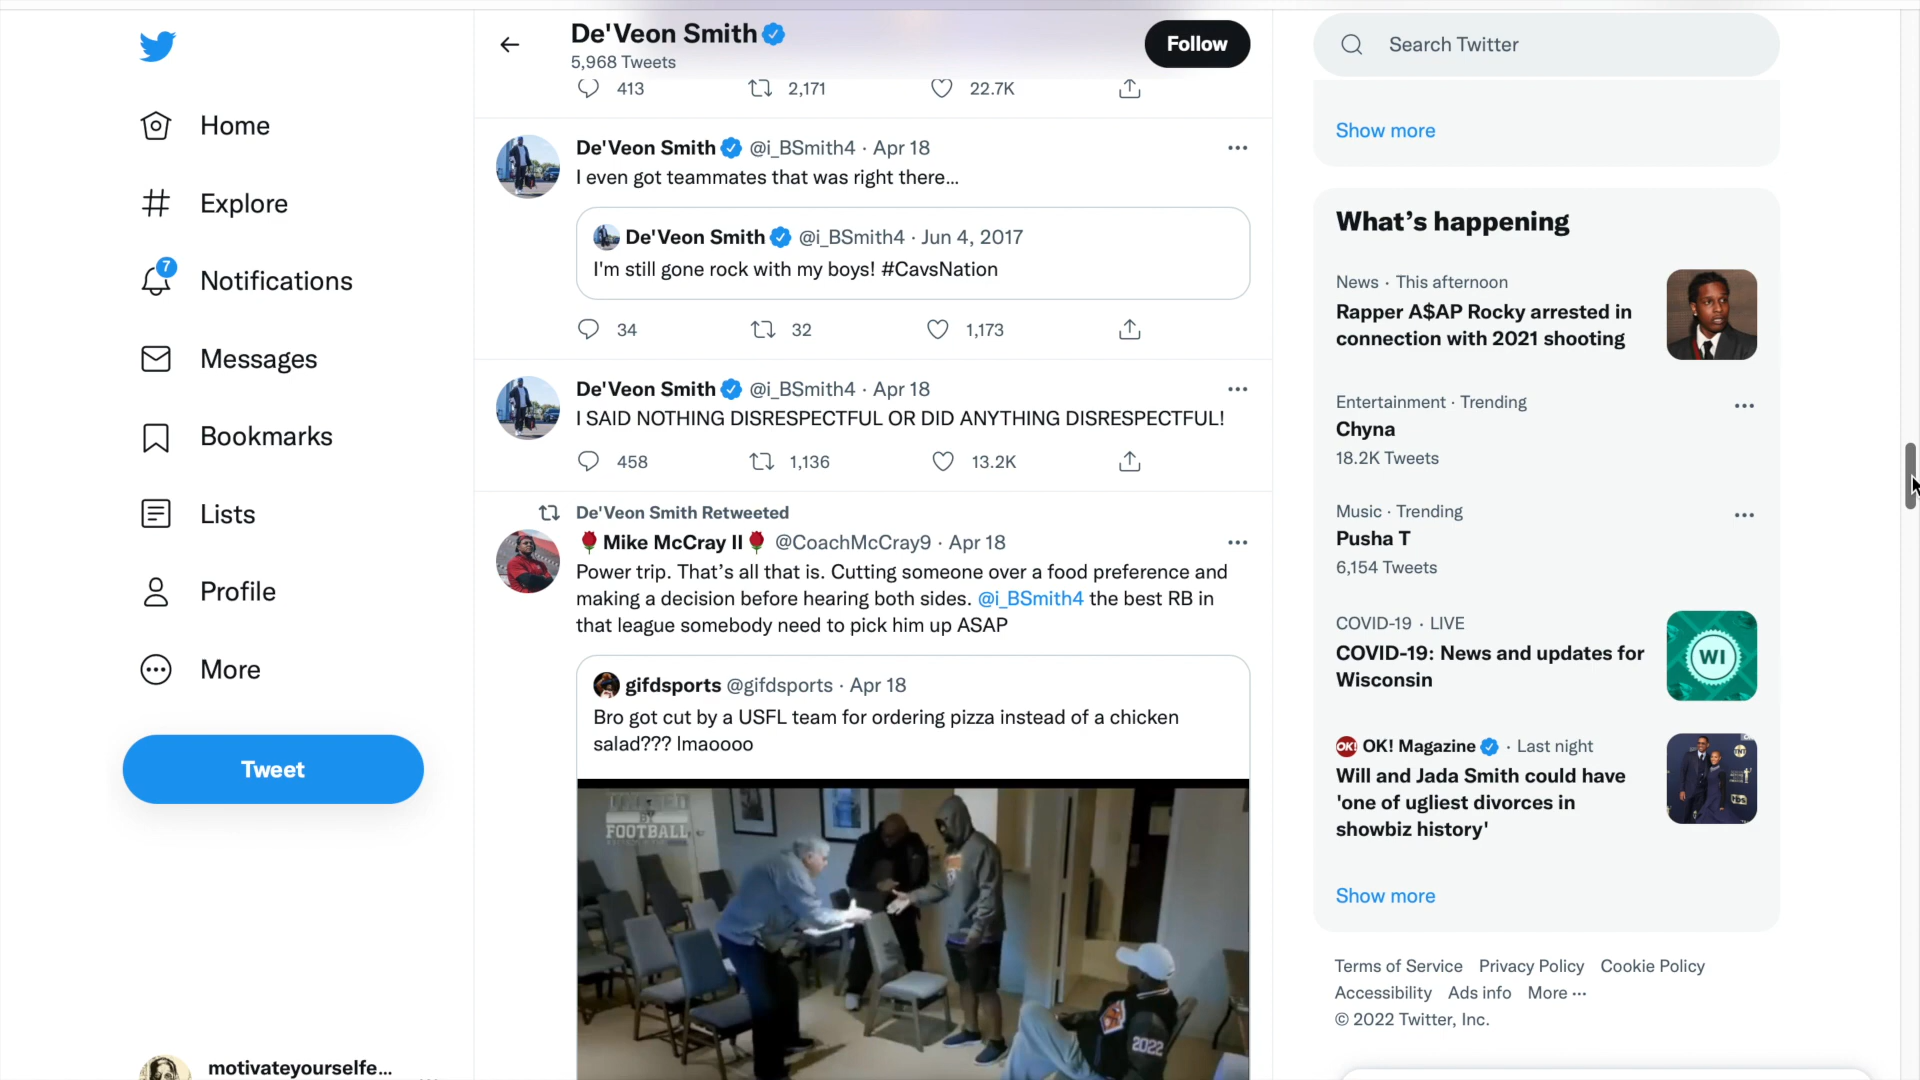 De'Veon Smith
5,968 Tweets
Follow
413 2,171 22.7K
De'Veon Smith @i_BSmith4 · Apr 18
I even got teammates that was right there...
De'Veon Smith @i_BSmith4 · Jun 4, 2017
I'm still gone rock with my boys! #CavsNation
34 32 1,173
De'Veon Smith @i_BSmith4 · Apr 18
I SAID NOTHING DISRESPECTFUL OR DID ANYTHING DISRESPECTFUL!
458 1,136 13.2K
De'Veon Smith Retweeted
🌹Mike McCray II🌹 @CoachMcCray9 · Apr 18
Power trip. That's all that is. Cutting someone over a food preference and
making a decision before hearing both sides. @i_BSmith4 the best RB in
that league somebody need to pick him up ASAP
gifdsports @gifdsports · Apr 18
Bro got cut by a USFL team for ordering pizza instead of a chicken
salad??? lmaoooo
UNITED
BY
FOOTBALL
2022
Home
Explore
7
Notifications
Messages
Bookmarks
Lists
Profile
More
Tweet
motivateyourselfe...
Search Twitter
Show more
What's happening
News · This afternoon
Rapper A$AP Rocky arrested in
connection with 2021 shooting
Entertainment · Trending
Chyna
18.2K Tweets
Music · Trending
Pusha T
6,154 Tweets
COVID-19 · LIVE
COVID-19: News and updates for
Wisconsin
WI
OK! OK! Magazine · Last night
Will and Jada Smith could have
'one of ugliest divorces in
showbiz history'
Show more
Terms of Service Privacy Policy Cookie Policy
Accessibility Ads info More ···
© 2022 Twitter, Inc.